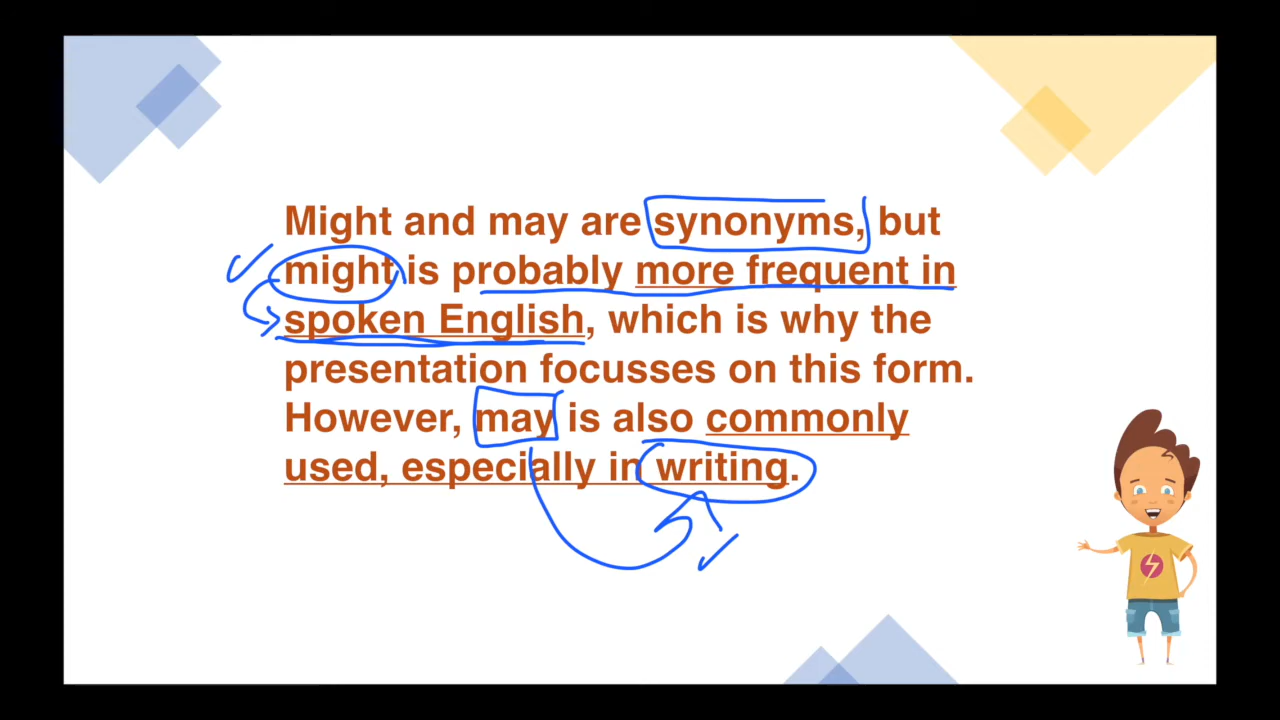 Might and may are synonyms, but
might is probably more frequent in
spoken English, which is why the
presentation focusses on this form.
However, may is also commonly
used, especially in writing.